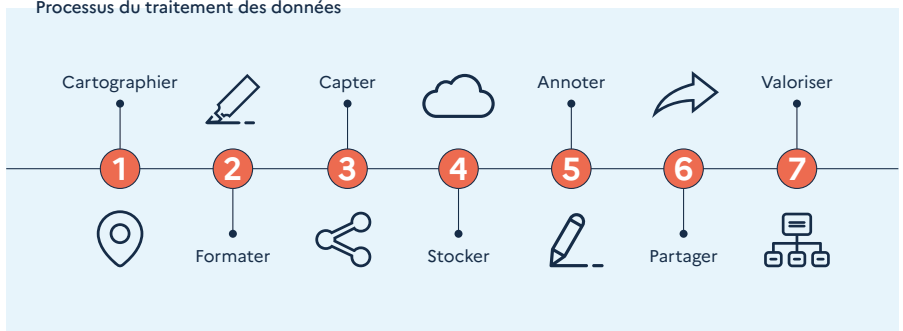 Processus du traitement des données
Cartographier
Capter
Annoter
Valoriser
1
2
3
4
5
6
7
Formater
Stocker
Partager